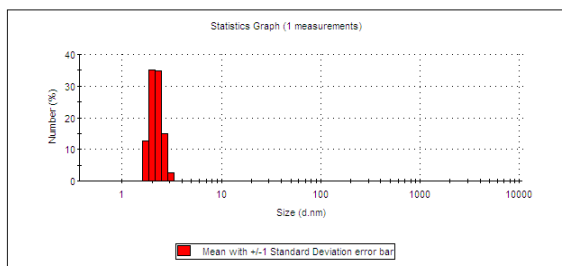 Statistics Graph (1 measurements)
40
30
20
10
0
Number (%)
1 10 100 1000 10000
Size (d.nm)
Mean with +/-1 Standard Deviation error bar